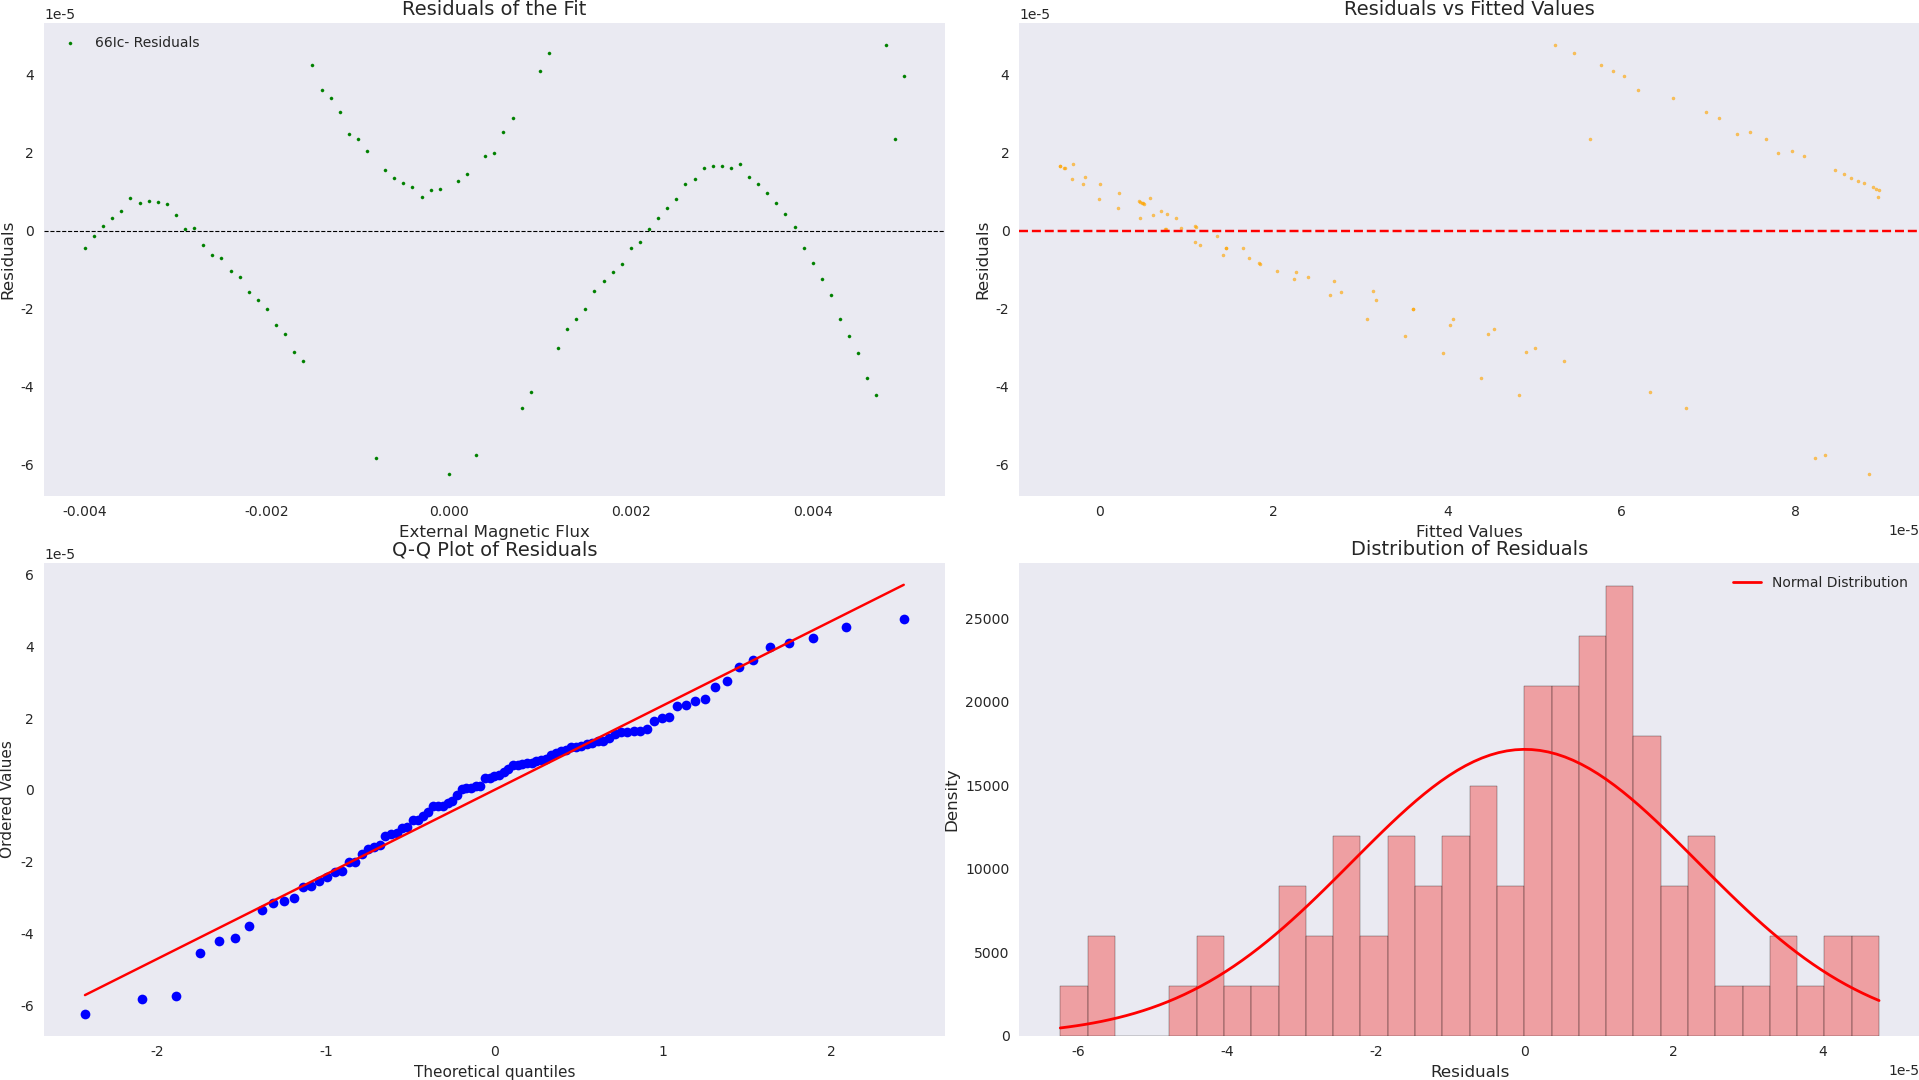 Residuals of the Fit
1e-5
66Ic- Residuals
4
2
0
-2
-4
-6
Residuals
-0.004
-0.002
0.000
0.002
0.004
External Magnetic Flux
Residuals vs Fitted Values
1e-5
4
2
0
-2
-4
-6
Residuals
0
2
4
6
8
1e-5
Fitted Values
Q-Q Plot of Residuals
1e-5
6
4
2
0
-2
-4
-6
Ordered Values
-2
-1
0
1
2
Theoretical quantiles
Distribution of Residuals
Normal Distribution
25000
20000
15000
10000
5000
0
Density
-6
-4
-2
0
2
4
1e-5
Residuals